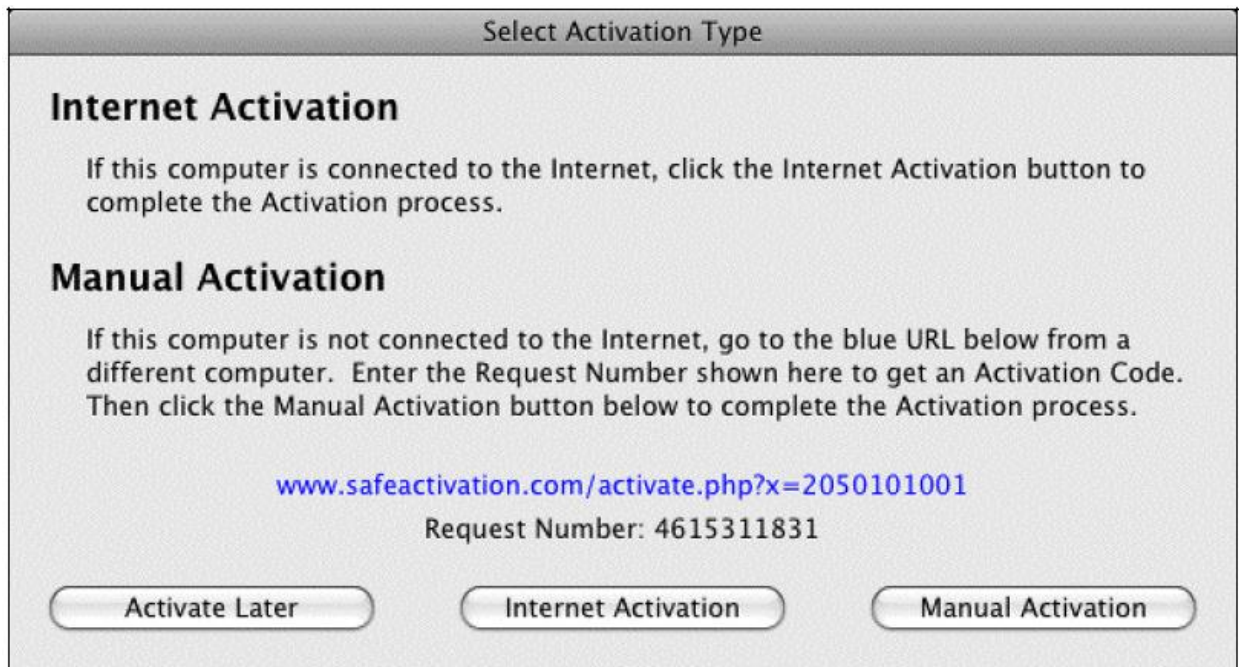 Select Activation Type
Internet Activation
If this computer is connected to the Internet, click the Internet Activation button to
complete the Activation process.
Manual Activation
If this computer is not connected to the Internet, go to the blue URL below from a
different computer.  Enter the Request Number shown here to get an Activation Code.
Then click the Manual Activation button below to complete the Activation process.
www.safeactivation.com/activate.php?x=2050101001
Request Number: 4615311831
Activate Later Internet Activation Manual Activation